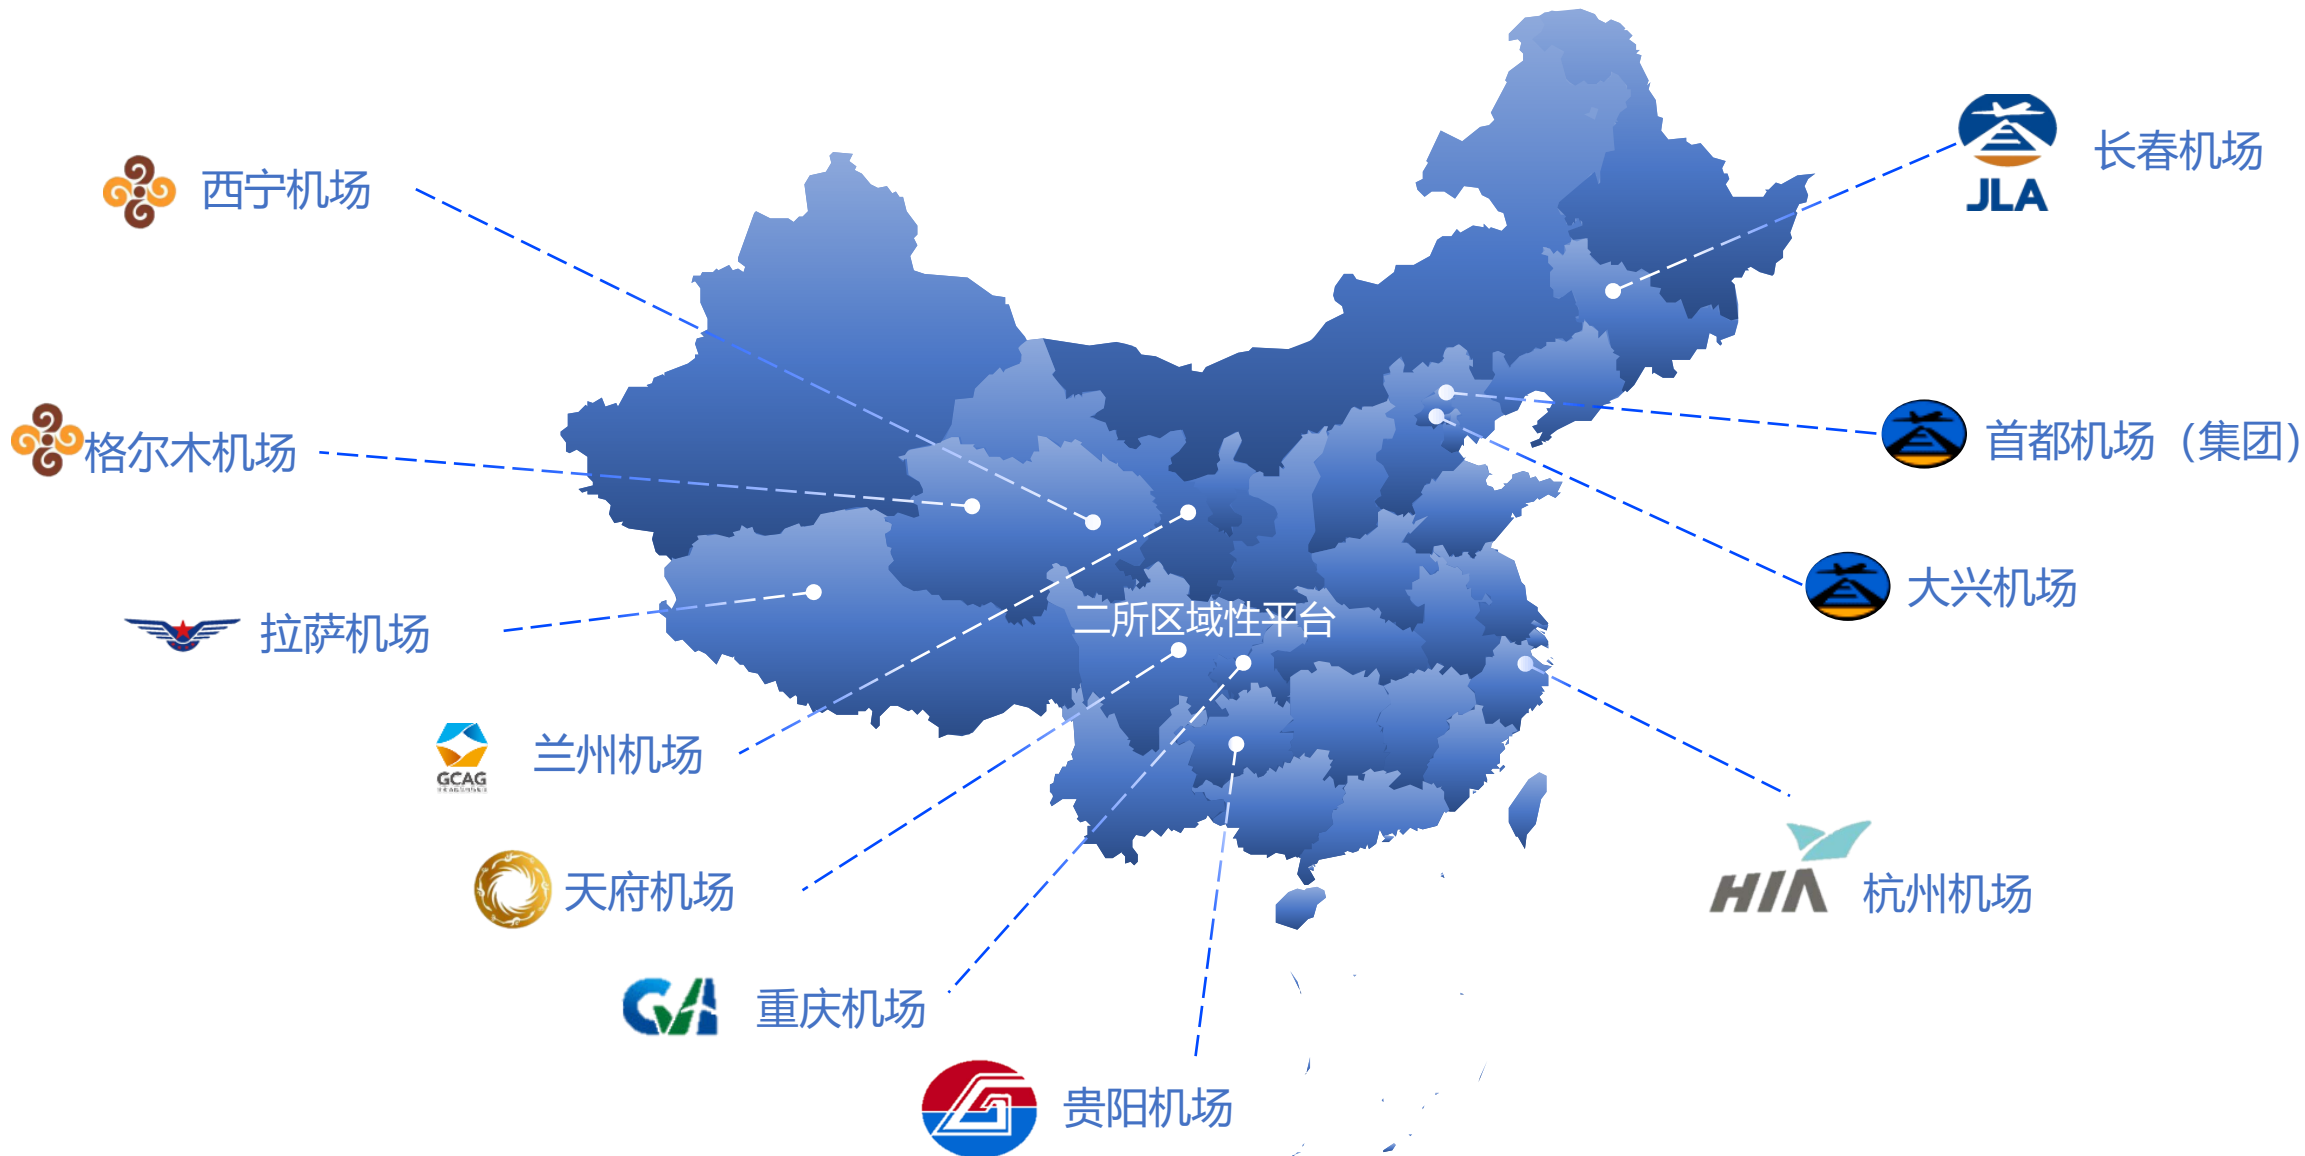 长春机场
JLA
西宁机场
首都机场（集团）
格尔木机场
大兴机场
二所区域性平台
拉萨机场
兰州机场
GCAG
天府机场
HIA
杭州机场
CVA
重庆机场
贵阳机场